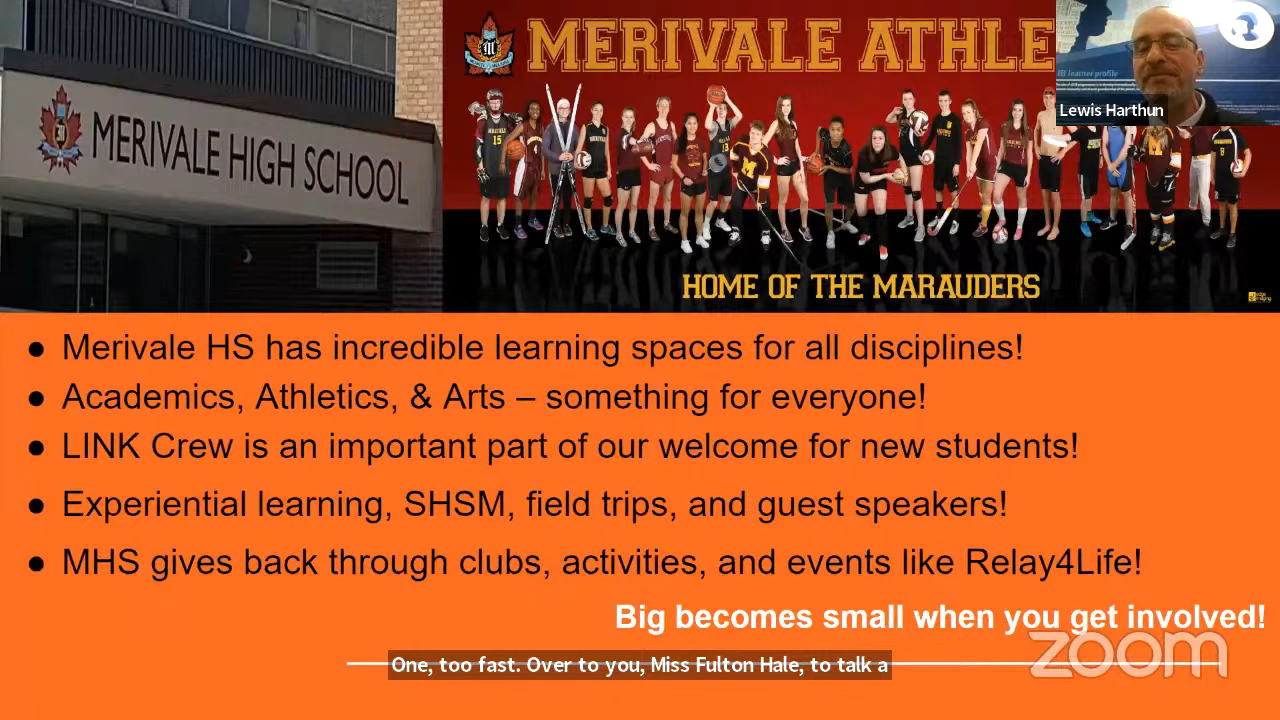 MERIVALE HIGH SCHOOL
MERIVALE ATHLE
HOME OF THE MARAUDERS
IB learner profile
Lewis Harthun
● Merivale HS has incredible learning spaces for all disciplines!
● Academics, Athletics, & Arts – something for everyone!
● LINK Crew is an important part of our welcome for new students!
● Experiential learning, SHSM, field trips, and guest speakers!
● MHS gives back through clubs, activities, and events like Relay4Life!
Big becomes small when you get involved!
zoom
One, too fast. Over to you, Miss Fulton Hale, to talk a